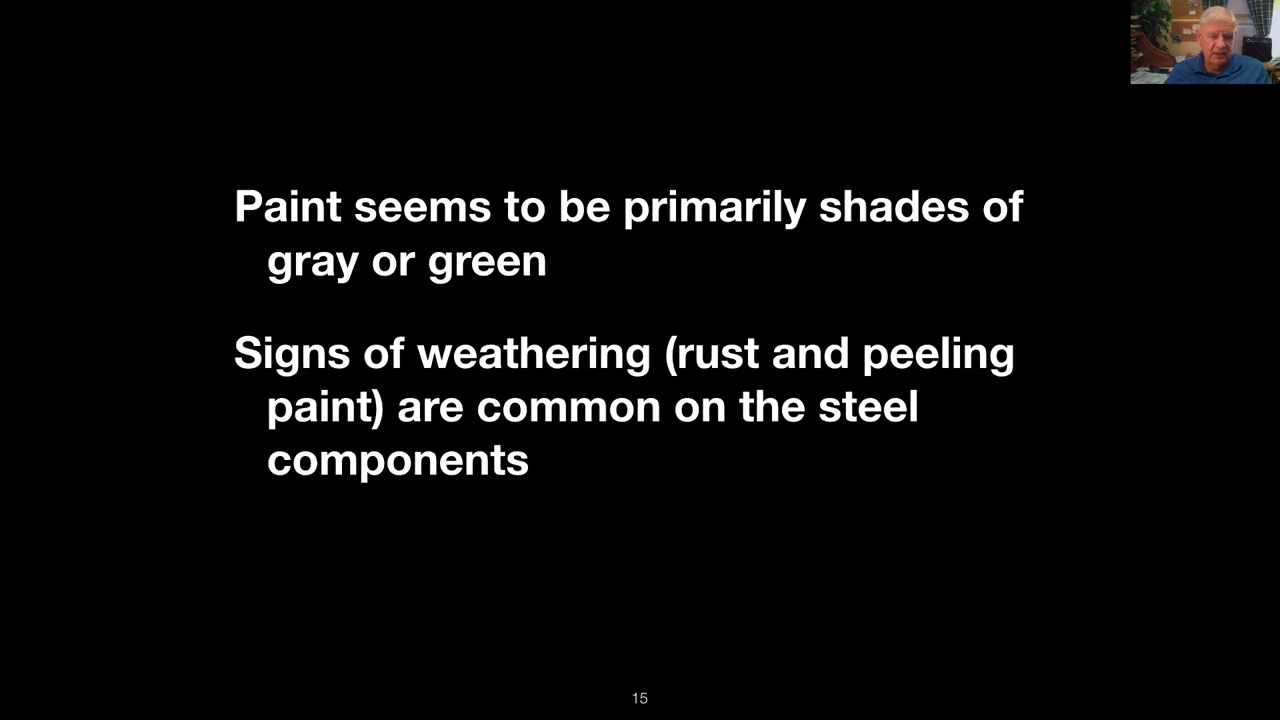 Paint seems to be primarily shades of
gray or green
Signs of weathering (rust and peeling
paint) are common on the steel
components
15